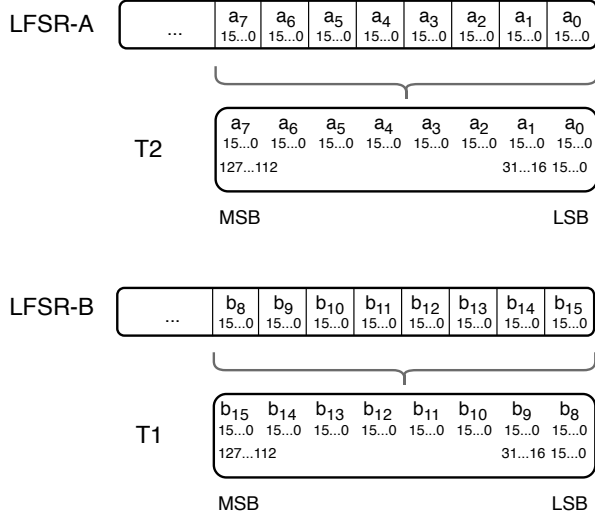 LFSR-A
... a7 a6 a5 a4 a3 a2 a1 a0
15...0 15...0 15...0 15...0 15...0 15...0 15...0 15...0
T2
a7 a6 a5 a4 a3 a2 a1 a0
15...0 15...0 15...0 15...0 15...0 15...0 15...0 15...0
127...112 31...16 15...0
MSB LSB
LFSR-B
... b8 b9 b10 b11 b12 b13 b14 b15
15...0 15...0 15...0 15...0 15...0 15...0 15...0 15...0
T1
b15 b14 b13 b12 b11 b10 b9 b8
15...0 15...0 15...0 15...0 15...0 15...0 15...0 15...0
127...112 31...16 15...0
MSB LSB